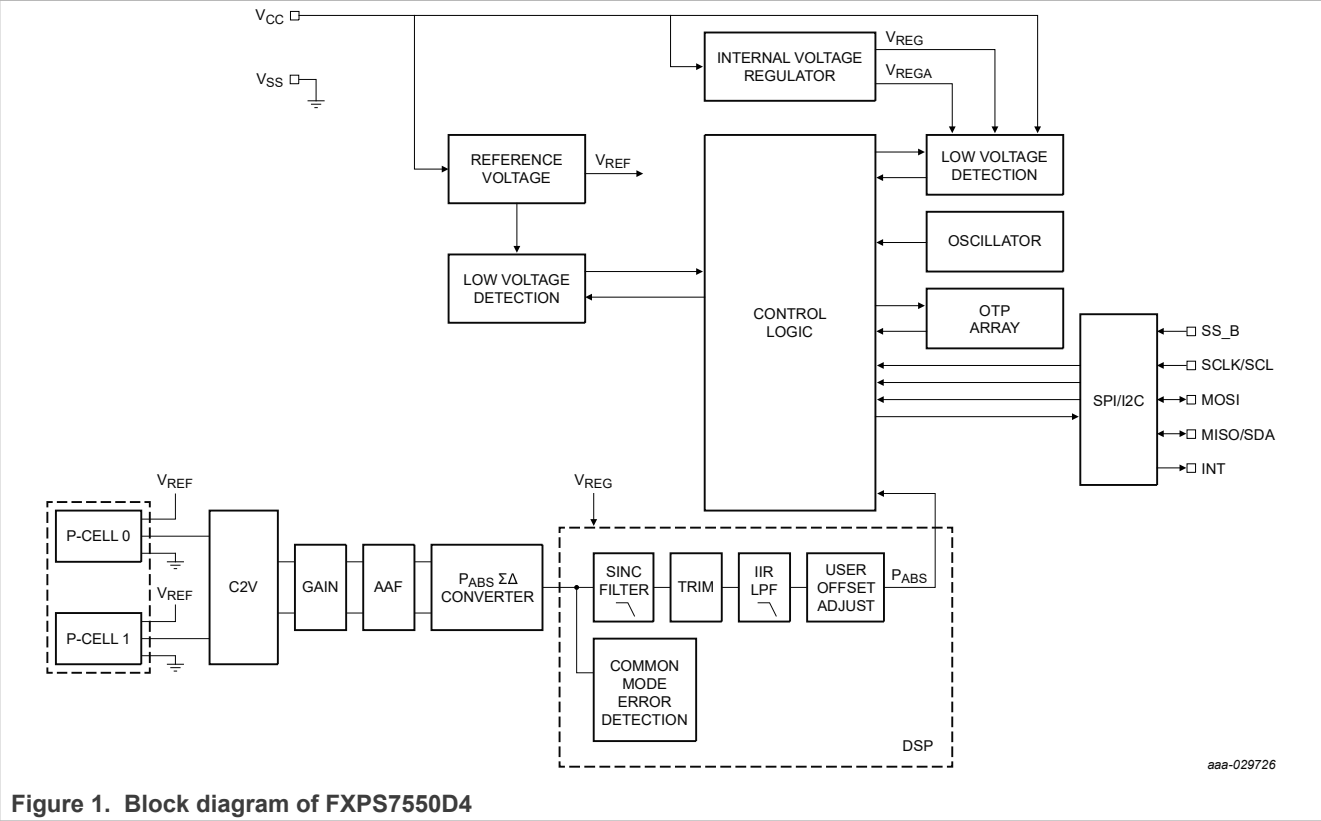 VCC
VSS
INTERNAL VOLTAGE
REGULATOR
VREG
VREGA
REFERENCE
VOLTAGE
VREF
LOW VOLTAGE
DETECTION
LOW VOLTAGE
DETECTION
OSCILLATOR
OTP
ARRAY
CONTROL
LOGIC
SPI/I2C
SS_B
SCLK/SCL
MOSI
MISO/SDA
INT
VREF
P-CELL 0
VREF
P-CELL 1
C2V
GAIN
AAF
PABS ΣΔ
CONVERTER
VREG
SINC
FILTER
TRIM
IIR
LPF
USER
OFFSET
ADJUST
PABS
COMMON
MODE
ERROR
DETECTION
DSP
aaa-029726
Figure 1. Block diagram of FXPS7550D4